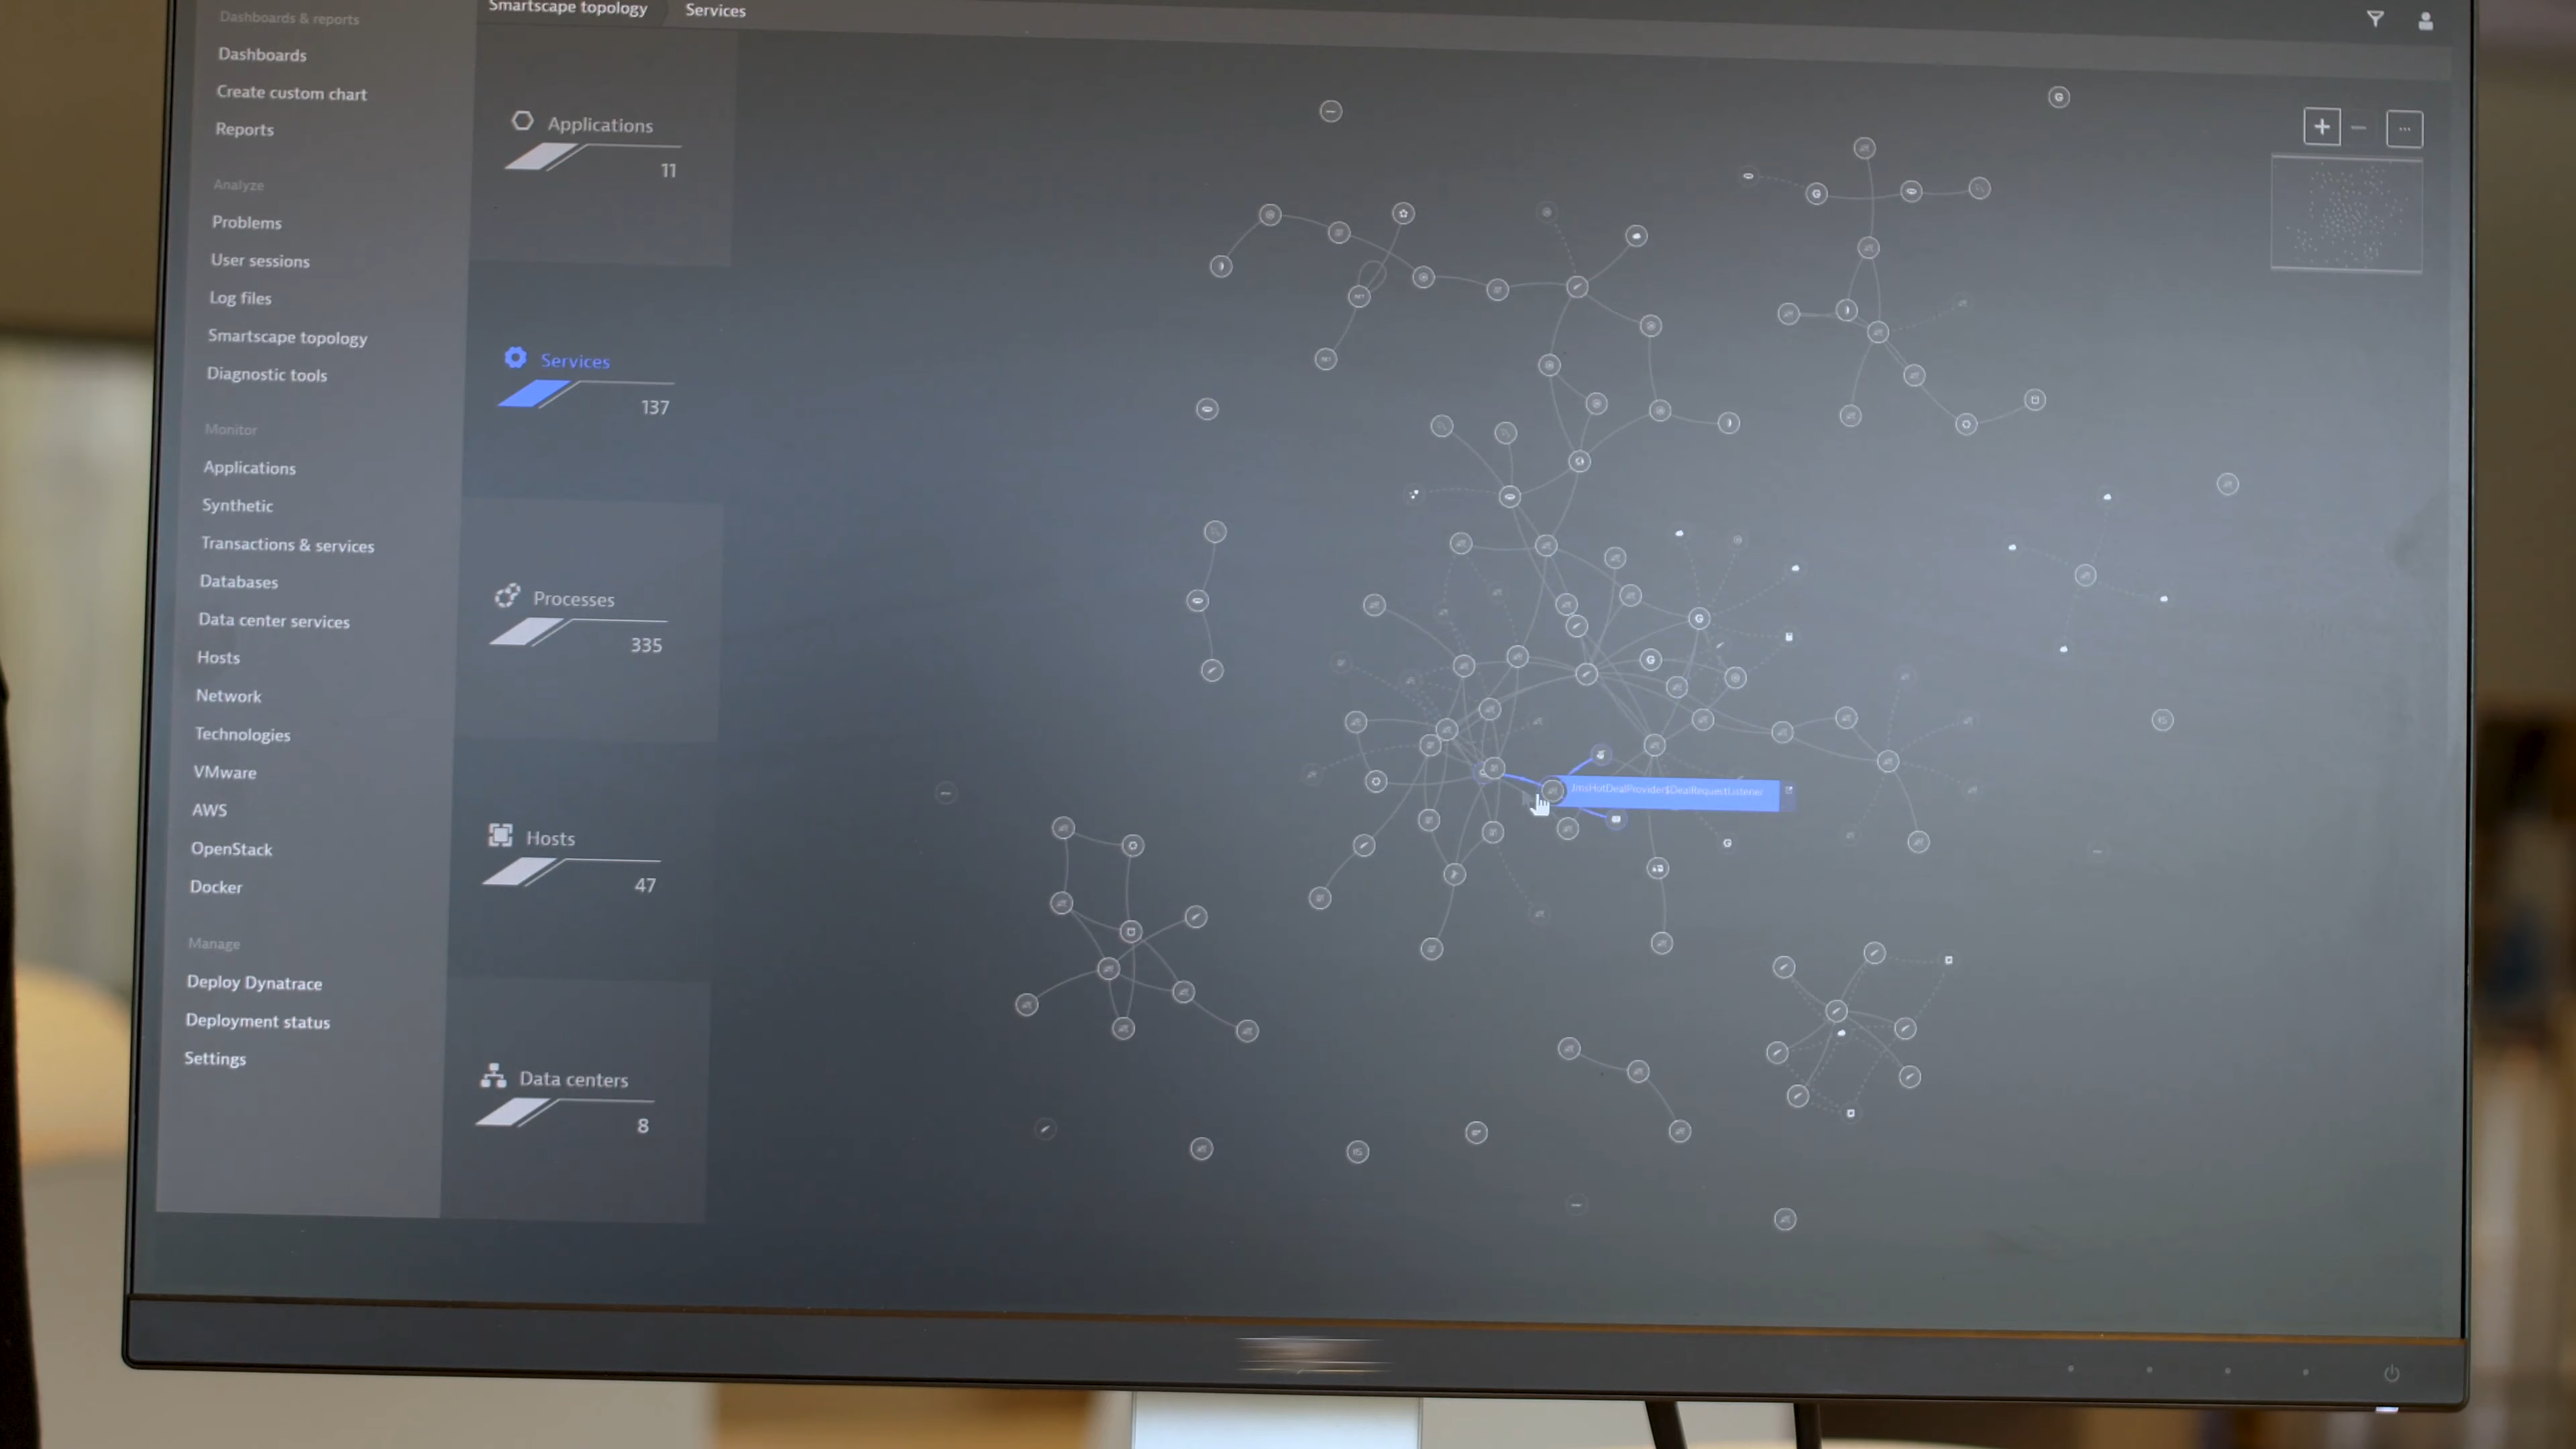 Smartscape topology
Services
Dashboards & reports
Dashboards
Create custom chart
Reports
Analyze
Problems
User sessions
Log files
Smartscape topology
Diagnostic tools
Monitor
Applications
Synthetic
Transactions & services
Databases
Data center services
Hosts
Network
Technologies
VMware
AWS
OpenStack
Docker
Manage
Deploy Dynatrace
Deployment status
Settings
Applications
11
Services
137
Processes
335
Hosts
47
Data centers
8
JmsHotDealProvider$DealRequestListener